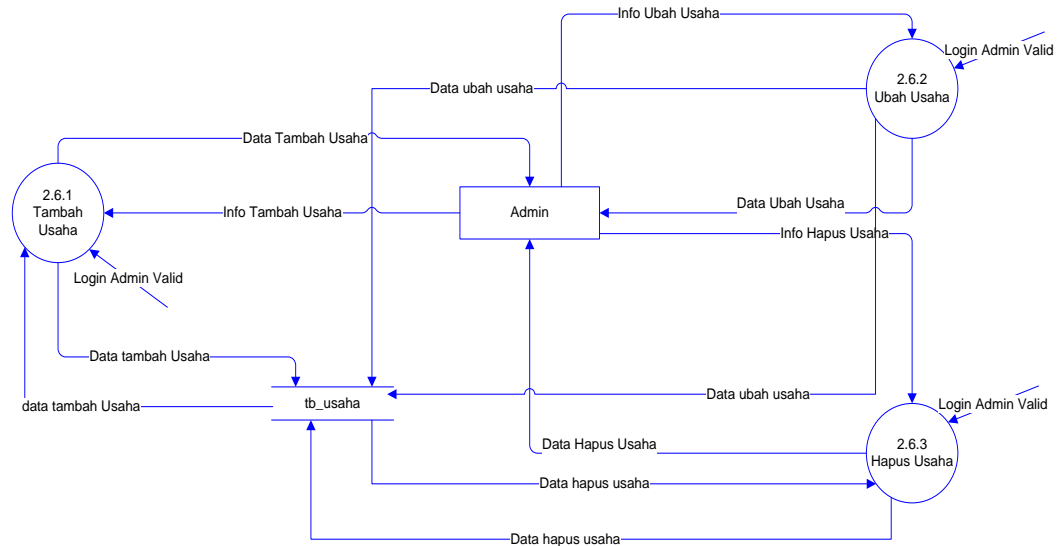 Info Ubah Usaha
Login Admin Valid
2.6.2
Ubah Usaha
Data ubah usaha
Data Tambah Usaha
2.6.1
Tambah
Usaha
Info Tambah Usaha
Admin
Data Ubah Usaha
Info Hapus Usaha
Login Admin Valid
Data tambah Usaha
data tambah Usaha
tb_usaha
Data ubah usaha
Login Admin Valid
2.6.3
Hapus Usaha
Data Hapus Usaha
Data hapus usaha
Data hapus usaha